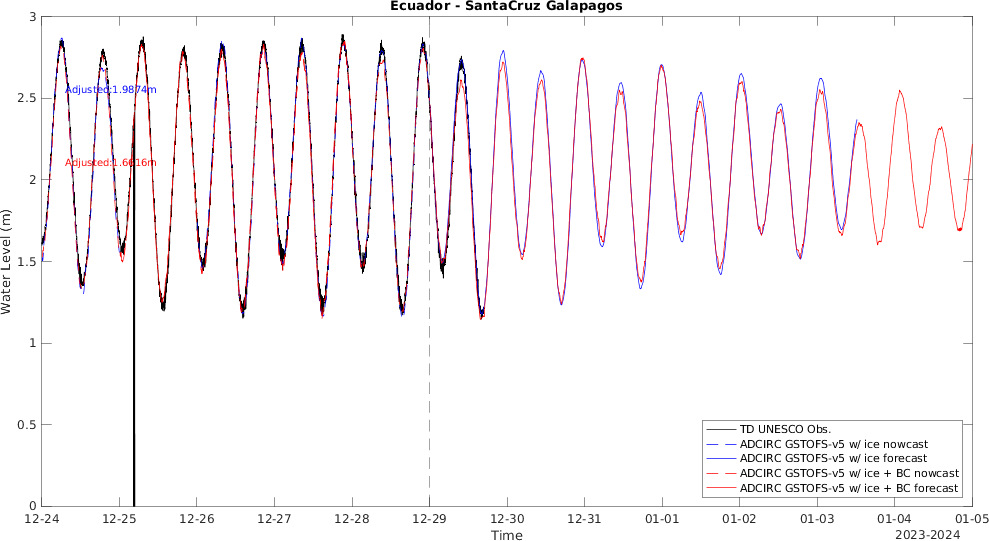 Ecuador - SantaCruz Galapagos
3
2.5
2
1.5
1
0.5
0
Water Level (m)
Adjusted:1.9874m
Adjusted:1.6616m
TD UNESCO Obs.
ADCIRC GSTOFS-v5 w/ ice nowcast
ADCIRC GSTOFS-v5 w/ ice forecast
ADCIRC GSTOFS-v5 w/ ice + BC nowcast
ADCIRC GSTOFS-v5 w/ ice + BC forecast
12-24 12-25 12-26 12-27 12-28 12-29 12-30 12-31 01-01 01-02 01-03 01-04 01-05
Time
2023-2024